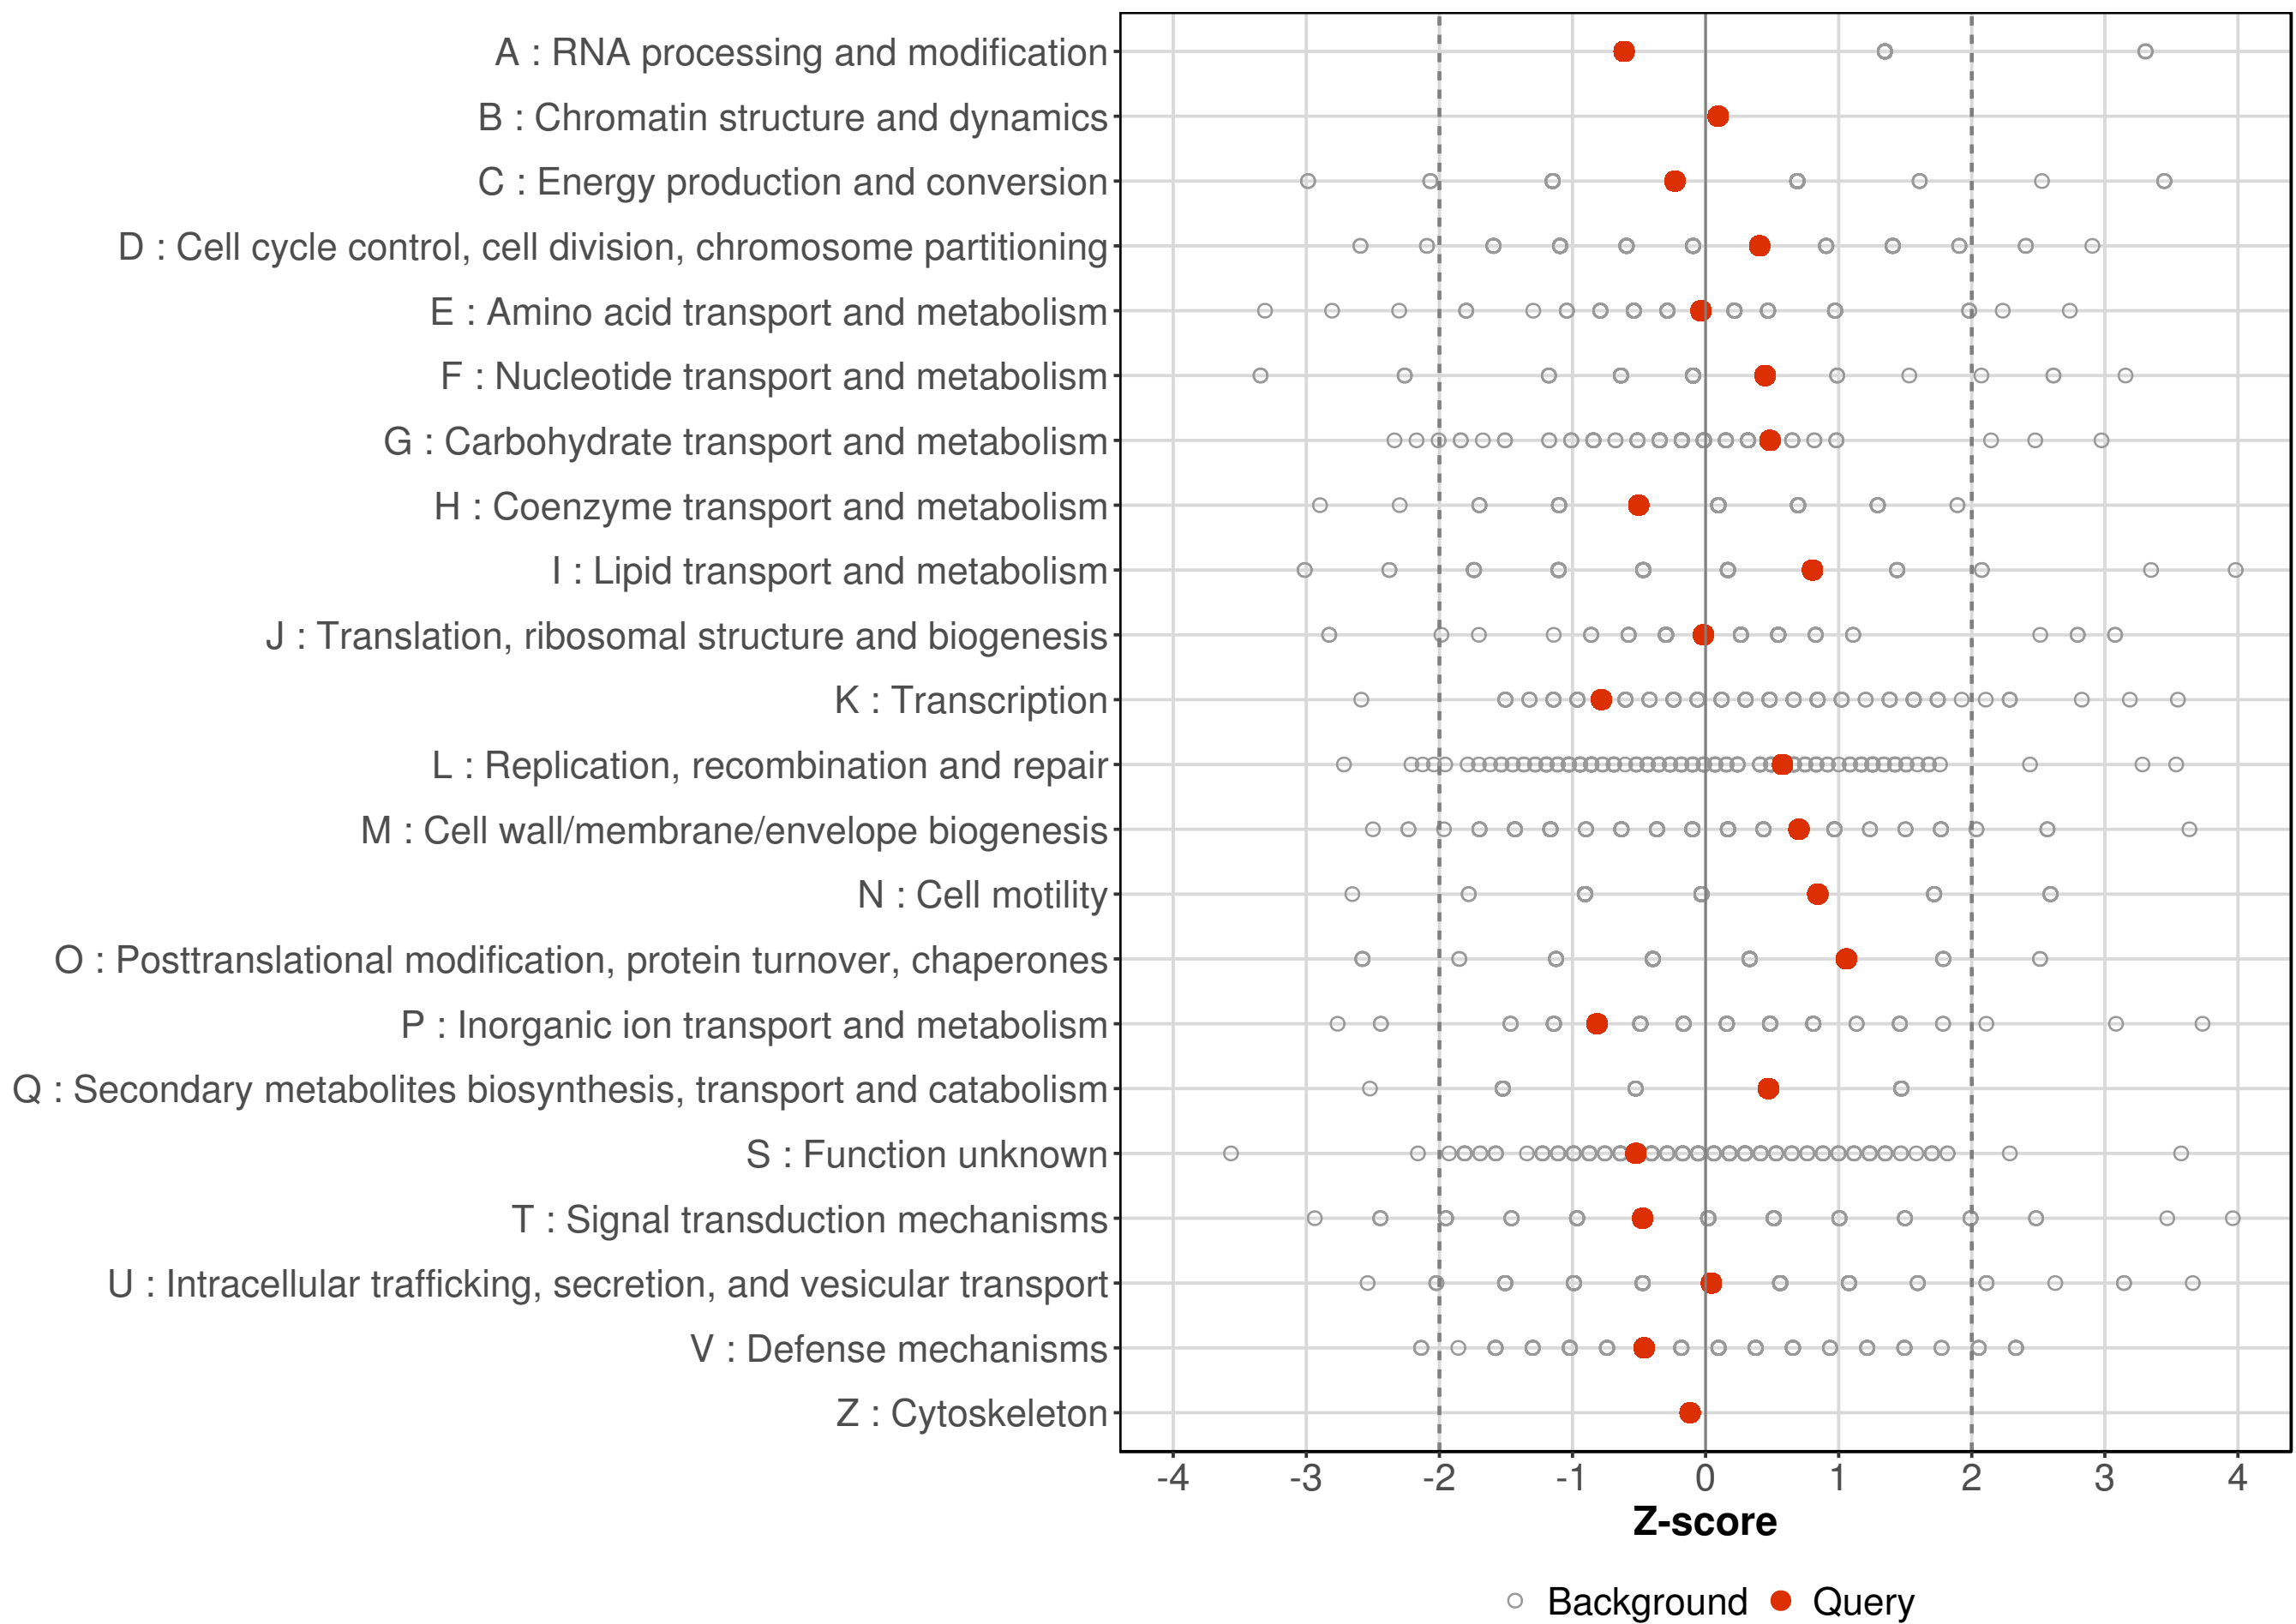 A : RNA processing and modification
B : Chromatin structure and dynamics
C : Energy production and conversion
D : Cell cycle control, cell division, chromosome partitioning
E : Amino acid transport and metabolism
F : Nucleotide transport and metabolism
G : Carbohydrate transport and metabolism
H : Coenzyme transport and metabolism
I : Lipid transport and metabolism
J : Translation, ribosomal structure and biogenesis
K : Transcription
L : Replication, recombination and repair
M : Cell wall/membrane/envelope biogenesis
N : Cell motility
O : Posttranslational modification, protein turnover, chaperones
P : Inorganic ion transport and metabolism
Q : Secondary metabolites biosynthesis, transport and catabolism
S : Function unknown
T : Signal transduction mechanisms
U : Intracellular trafficking, secretion, and vesicular transport
V : Defense mechanisms
Z : Cytoskeleton
-4 -3 -2 -1 0 1 2 3 4
Z-score
Background Query